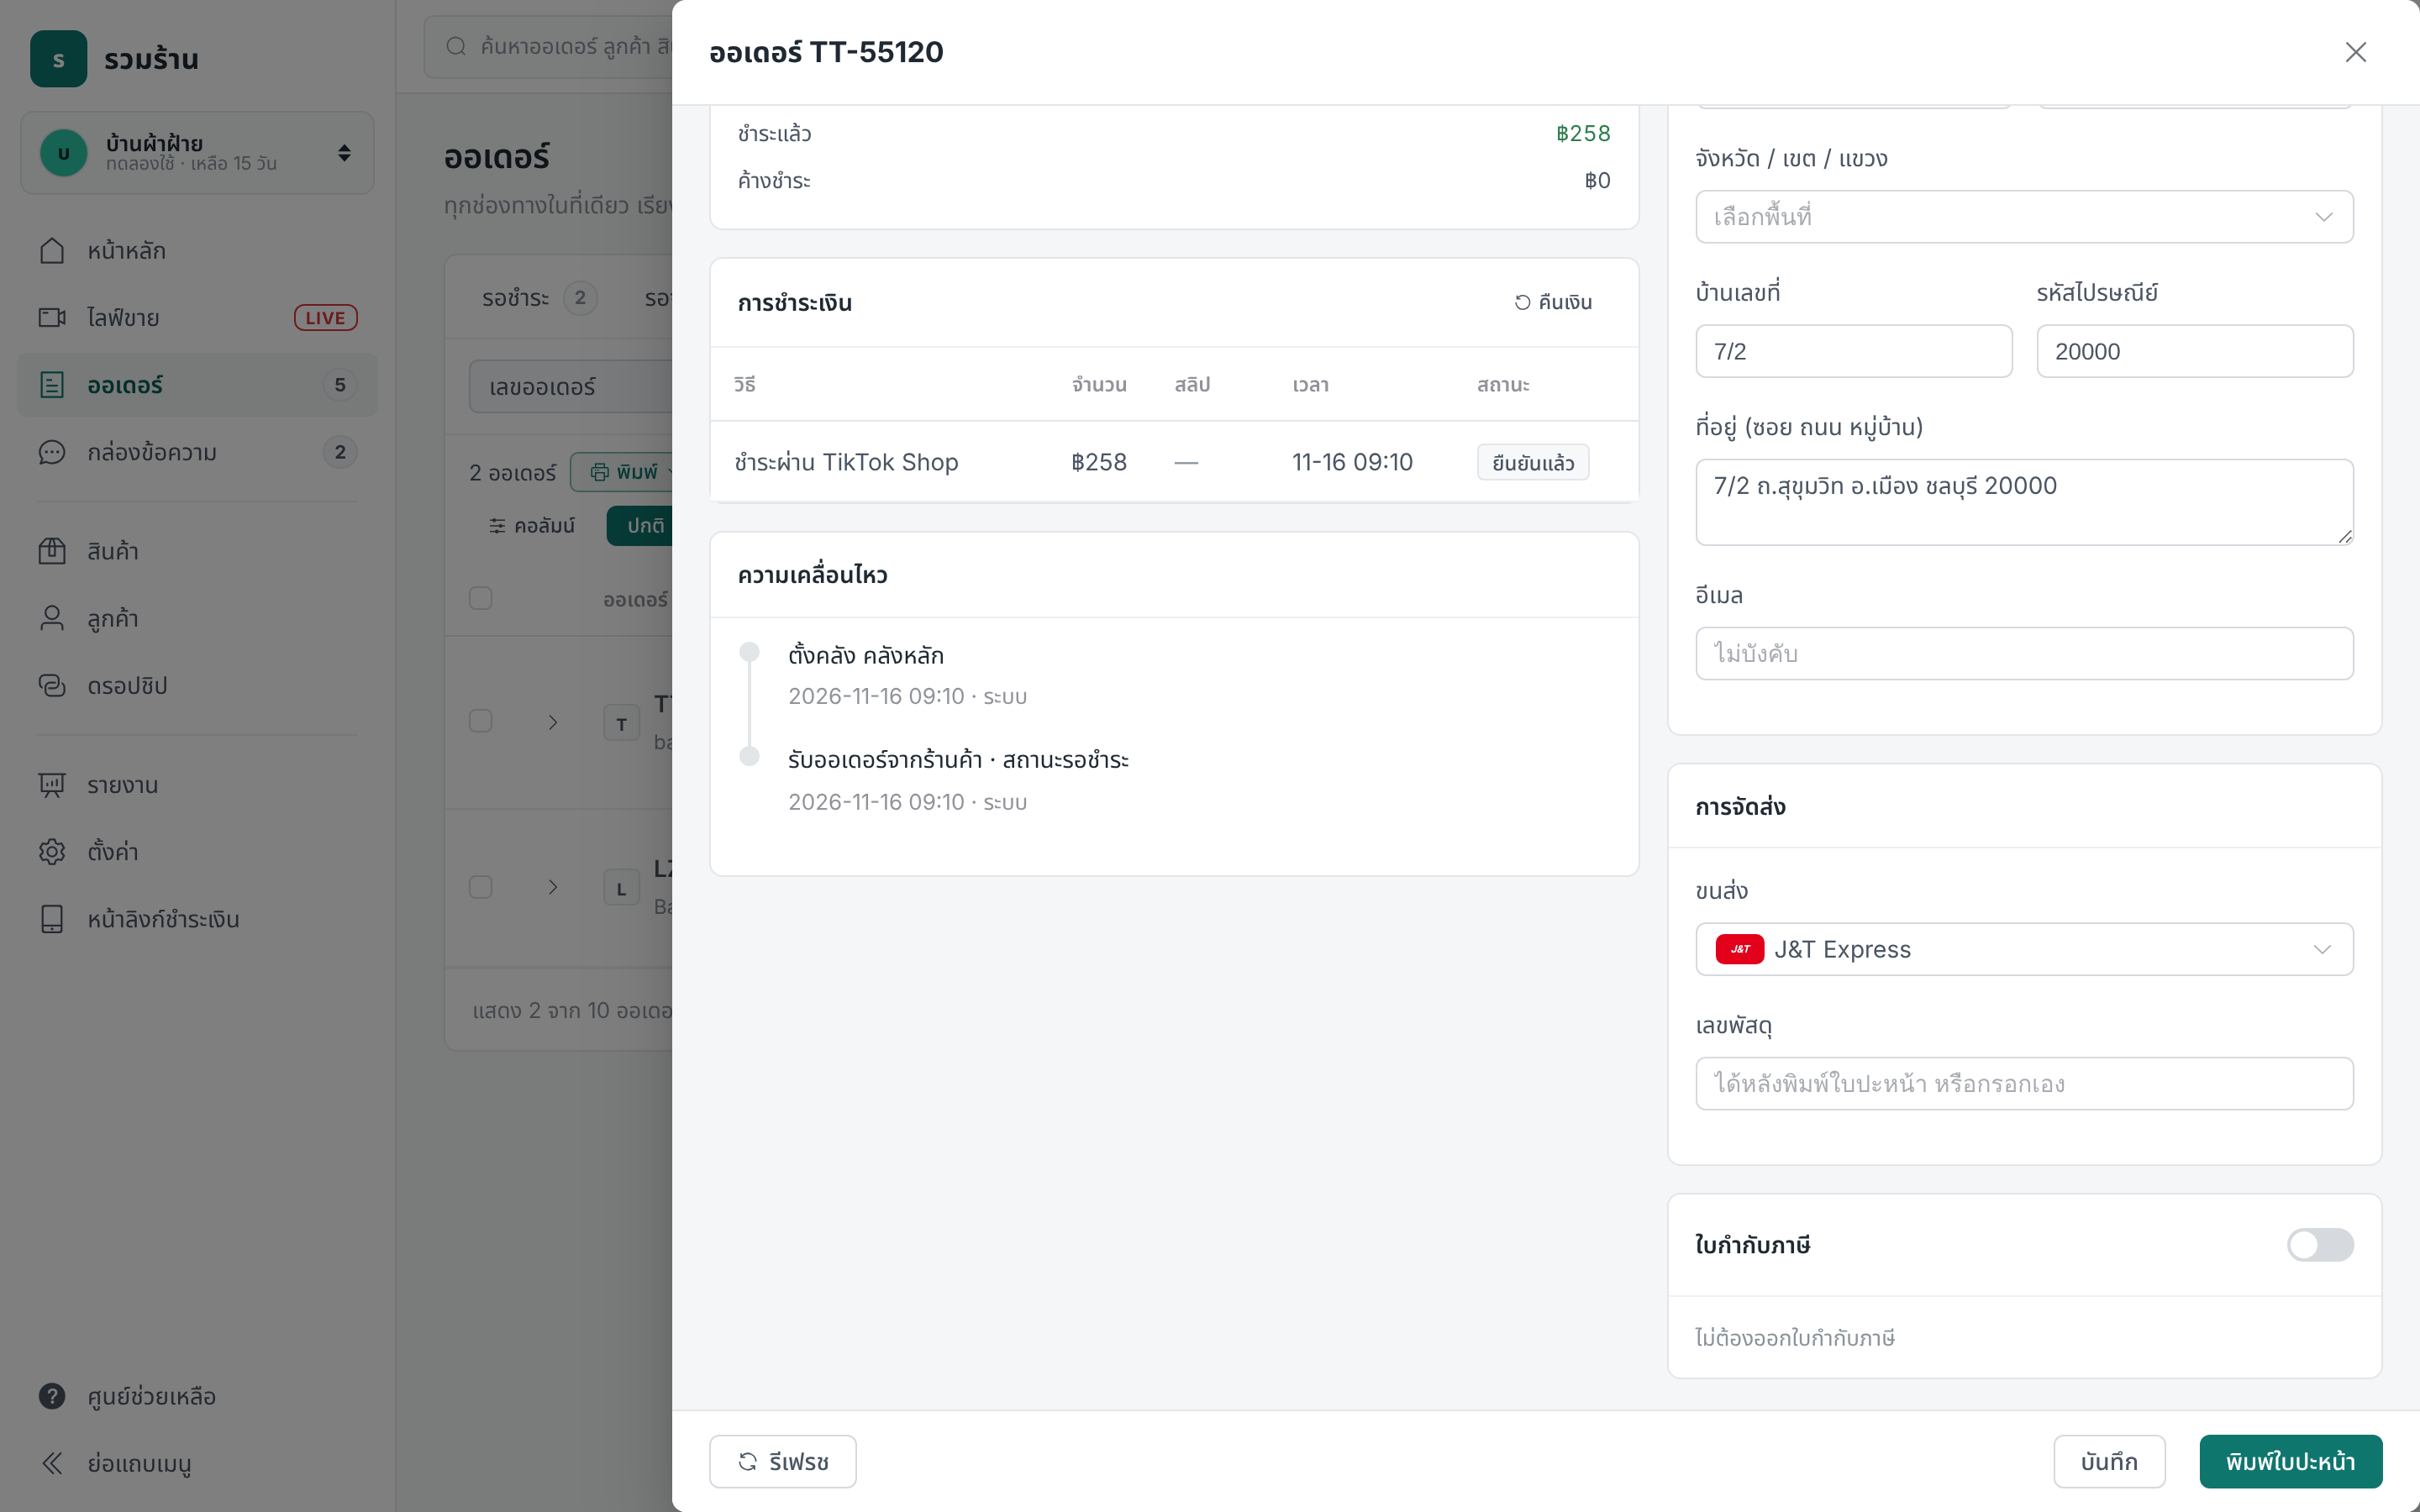 s รวมร้าน
บ บ้านผ้าฝ้าย
ทดลองใช้ · เหลือ 15 วัน
หน้าหลัก
ไลฟ์ขาย LIVE
ออเดอร์ 5
กล่องข้อความ 2
สินค้า
ลูกค้า
ดรอปชิป
รายงาน
ตั้งค่า
หน้าลิงก์ชำระเงิน
? ศูนย์ช่วยเหลือ
ย่อแถบเมนู
ค้นหาออเดอร์ ลูกค้า
ออเดอร์
ทุกช่องทางในที่เดียว
รอชำระ 2
เลขออเดอร์
2 ออเดอร์ พิมพ์
คอลัมน์ ปกติ
ออเดอร์
T
L
แสดง 2 จาก 10
ออเดอร์ TT-55120
ชำระแล้ว ฿258
ค้างชำระ ฿0
การชำระเงิน คืนเงิน
วิธี จำนวน สลิป เวลา สถานะ
ชำระผ่าน TikTok Shop ฿258 — 11-16 09:10 ยืนยันแล้ว
ความเคลื่อนไหว
ตั้งคลัง คลังหลัก
2026-11-16 09:10 · ระบบ
รับออเดอร์จากร้านค้า · สถานะรอชำระ
2026-11-16 09:10 · ระบบ
จังหวัด / เขต / แขวง
เลือกพื้นที่
บ้านเลขที่ รหัสไปรษณีย์
7/2 20000
ที่อยู่ (ซอย ถนน หมู่บ้าน)
7/2 ถ.สุขุมวิท อ.เมือง ชลบุรี 20000
อีเมล
ไม่บังคับ
การจัดส่ง
ขนส่ง
J&T J&T Express
เลขพัสดุ
ได้หลังพิมพ์ใบปะหน้า หรือกรอกเอง
ใบกำกับภาษี
ไม่ต้องออกใบกำกับภาษี
รีเฟรช บันทึก พิมพ์ใบปะหน้า